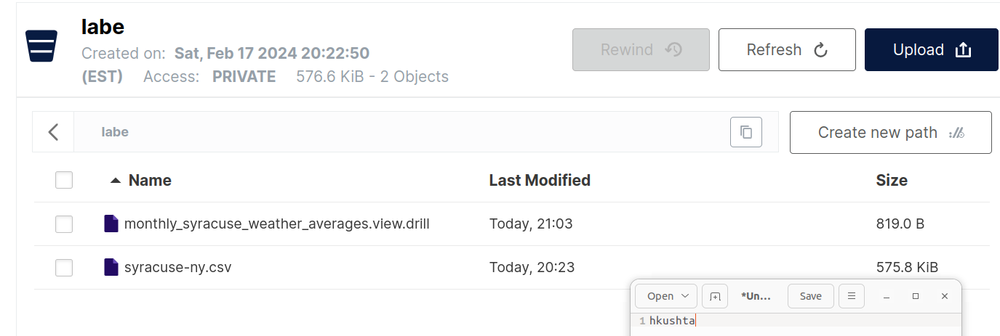 labe
Created on: Sat, Feb 17 2024 20:22:50
(EST) Access: PRIVATE 576.6 KiB - 2 Objects
Rewind Refresh Upload
labe
Create new path
Name Last Modified Size
monthly_syracuse_weather_averages.view.drill Today, 21:03 819.0 B
syracuse-ny.csv Today, 20:23 575.8 KiB
Open *Un... Save
1 hkushta